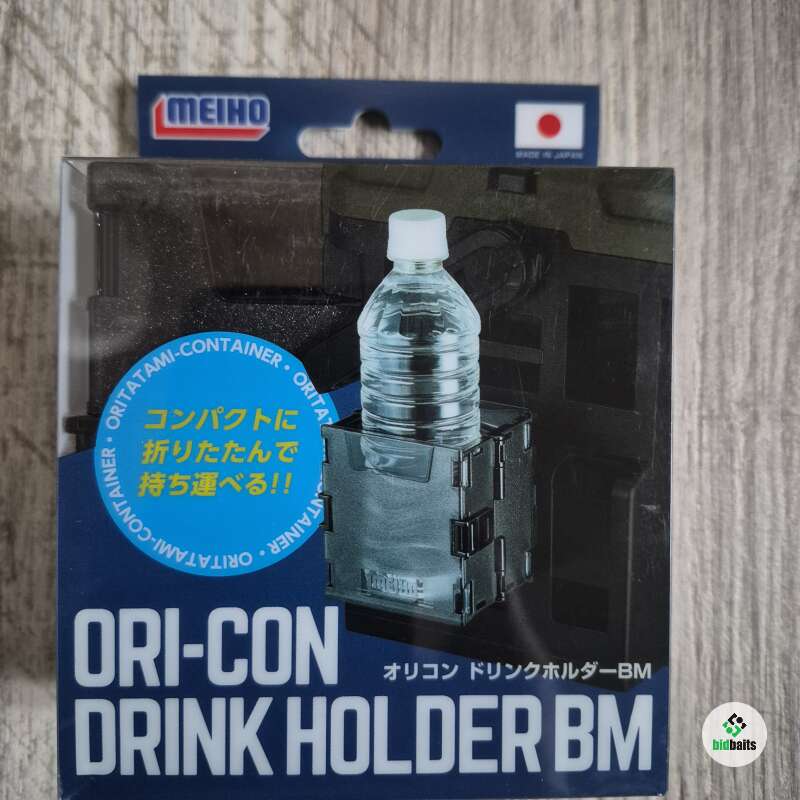 MEIHO
MADE IN JAPAN
ORITATAMI-CONTAINER・ORITATAMI-CONTAINER・ORITATAMI-CONTAINER・
コンパクトに
折りたたんで
持ち運べる!!
MEIHO
ORI-CON
オリコン ドリンクホルダーBM
DRINK HOLDER BM
bidbaits